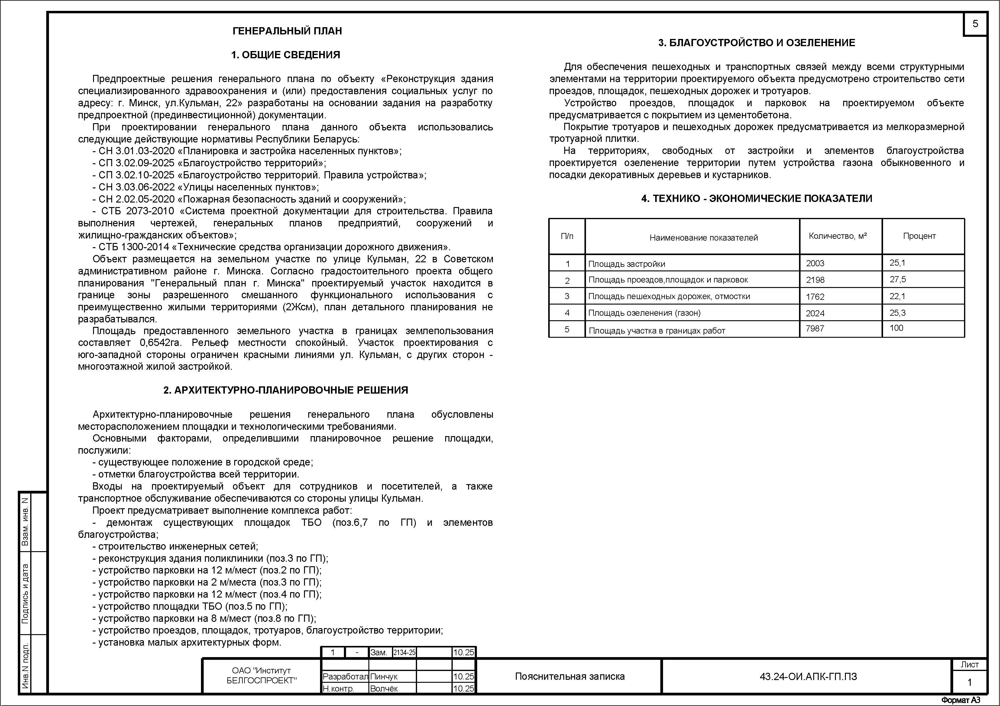 5
ГЕНЕРАЛЬНЫЙ ПЛАН
1. ОБЩИЕ СВЕДЕНИЯ
Предпроектные решения генерального плана по объекту «Реконструкция здания
специализированного здравоохранения и (или) предоставления социальных услуг по
адресу: г. Минск, ул.Кульман, 22» разработаны на основании задания на разработку
предпроектной (прединвестиционной) документации.
При проектировании генерального плана данного объекта использовались
следующие действующие нормативы Республики Беларусь:
- СН 3.01.03-2020 «Планировка и застройка населенных пунктов»;
- СП 3.02.09-2025 «Благоустройство территорий»;
- СП 3.02.10-2025 «Благоустройство территорий. Правила устройства»;
- СН 3.03.06-2022 «Улицы населенных пунктов»;
- СН 2.02.05-2020 «Пожарная безопасность зданий и сооружений»;
- СТБ 2073-2010 «Система проектной документации для строительства. Правила
выполнения чертежей, генеральных планов предприятий, сооружений и
жилищно-гражданских объектов»;
- СТБ 1300-2014 «Технические средства организации дорожного движения».
Объект размещается на земельном участке по улице Кульман, 22 в Советском
административном районе г. Минска. Согласно градостоительного проекта общего
планирования "Генеральный план г. Минска" проектируемый участок находится в
границе зоны разрешенного смешанного функционального использования с
преимущественно жилыми территориями (2Жсм), план детального планирования не
разрабатывался.
Площадь предоставленного земельного участка в границах землепользования
составляет 0,6542га. Рельеф местности спокойный. Участок проектирования с
юго-западной стороны ограничен красными линиями ул. Кульман, с других сторон -
многоэтажной жилой застройкой.
2. АРХИТЕКТУРНО-ПЛАНИРОВОЧНЫЕ РЕШЕНИЯ
Архитектурно-планировочные решения генерального плана обусловлены
месторасположением площадки и технологическими требованиями.
Основными факторами, определившими планировочное решение площадки,
послужили:
- существующее положение в городской среде;
- отметки благоустройства всей территории.
Входы на проектируемый объект для сотрудников и посетителей, а также
транспортное обслуживание обеспечиваются со стороны улицы Кульман.
Проект предусматривает выполнение комплекса работ:
- демонтаж существующих площадок ТБО (поз.6,7 по ГП) и элементов
благоустройства;
- строительство инженерных сетей;
- реконструкция здания поликлиники (поз.3 по ГП);
- устройство парковки на 12 м/мест (поз.2 по ГП);
- устройство парковки на 2 м/места (поз.3 по ГП);
- устройство парковки на 12 м/мест (поз.4 по ГП);
- устройство площадки ТБО (поз.5 по ГП);
- устройство парковки на 8 м/мест (поз.8 по ГП);
- устройство проездов, площадок, тротуаров, благоустройство территории;
- установка малых архитектурных форм.
3. БЛАГОУСТРОЙСТВО И ОЗЕЛЕНЕНИЕ
Для обеспечения пешеходных и транспортных связей между всеми структурными
элементами на территории проектируемого объекта предусмотрено строительство сети
проездов, площадок, пешеходных дорожек и тротуаров.
Устройство проездов, площадок и парковок на проектируемом объекте
предусматривается с покрытием из цементобетона.
Покрытие тротуаров и пешеходных дорожек предусматривается из мелкоразмерной
тротуарной плитки.
На территориях, свободных от застройки и элементов благоустройства
проектируется озеленение территории путем устройства газона обыкновенного и
посадки декоративных деревьев и кустарников.
4. ТЕХНИКО - ЭКОНОМИЧЕСКИЕ ПОКАЗАТЕЛИ
П/п Наименование показателей Количество, м² Процент
1 Площадь застройки 2003 25,1
2 Площадь проездов,площадок и парковок 2198 27,5
3 Площадь пешеходных дорожек, отмостки 1762 22,1
4 Площадь озеленения (газон) 2024 25,3
5 Площадь участка в границах работ 7987 100
Взам. инв. N
Подпись и дата
Инв.N подп.
1 - Зам. 2134-25 10.25
ОАО "Институт
БЕЛГОСПРОЕКТ"
Разработал Пинчук 10.25
Н.контр. Волчёк 10.25
Пояснительная записка
43.24-ОИ.АПК-ГП.ПЗ
Лист
1
Формат А3